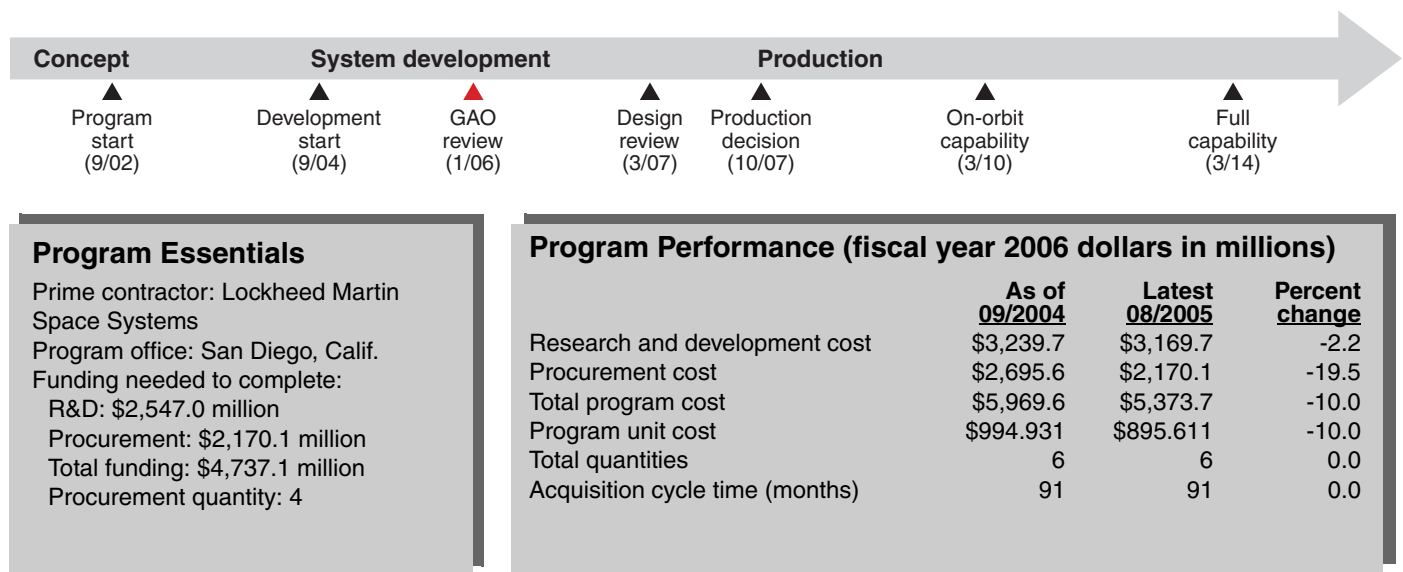 Concept System development Production
Program start (9/02)
Development start (9/04)
GAO review (1/06)
Design review (3/07)
Production decision (10/07)
On-orbit capability (3/10)
Full capability (3/14)
Program Essentials
Prime contractor: Lockheed Martin
Space Systems
Program office: San Diego, Calif.
Funding needed to complete:
R&D: $2,547.0 million
Procurement: $2,170.1 million
Total funding: $4,737.1 million
Procurement quantity: 4
Program Performance (fiscal year 2006 dollars in millions)
As of 09/2004 Latest 08/2005 Percent change
Research and development cost $3,239.7 $3,169.7 -2.2
Procurement cost $2,695.6 $2,170.1 -19.5
Total program cost $5,969.6 $5,373.7 -10.0
Program unit cost $994.931 $895.611 -10.0
Total quantities 6 6 0.0
Acquisition cycle time (months) 91 91 0.0